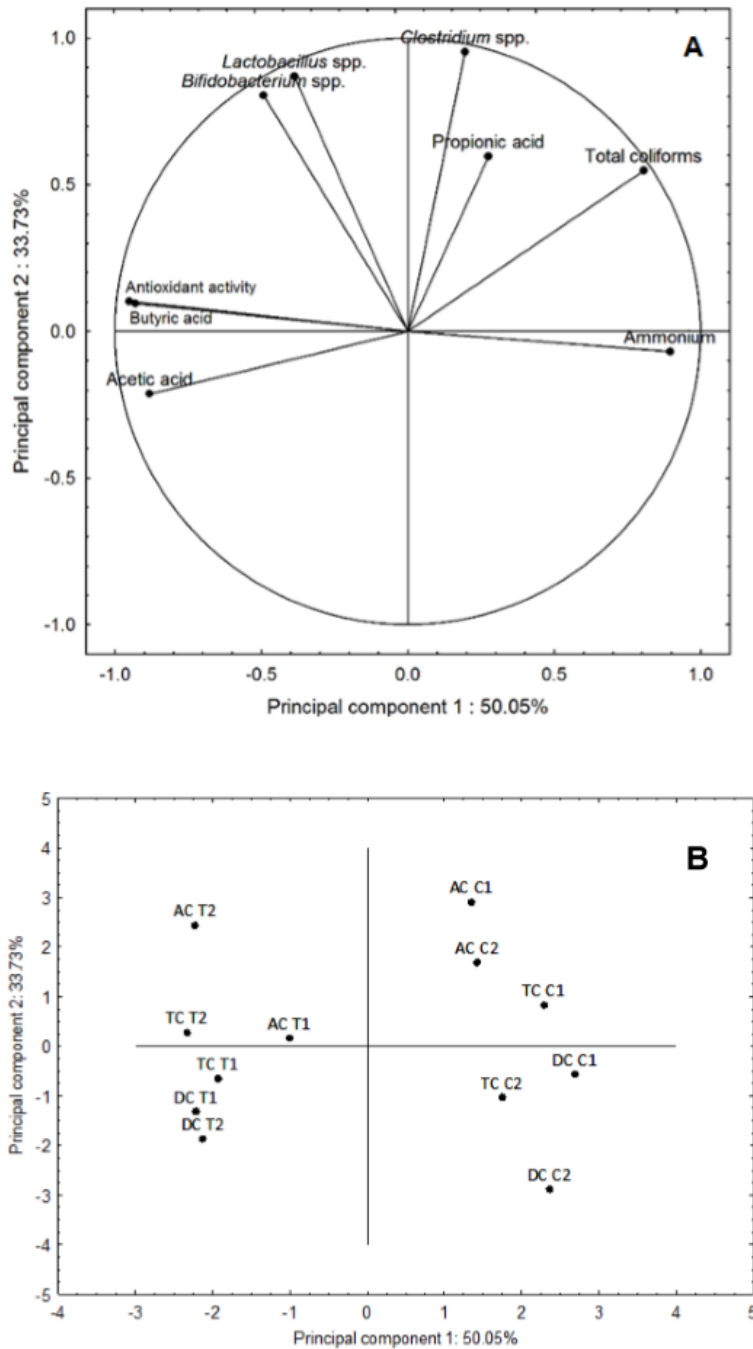 A
Clostridium spp.
Lactobacillus spp.
Bifidobacterium spp.
Propionic acid
Total coliforms
Antioxidant activity
Butyric acid
Ammonium
Acetic acid
1.0
0.5
0.0
-0.5
-1.0
Principal component 2 : 33.73%
-1.0 -0.5 0.0 0.5 1.0
Principal component 1 : 50.05%
B
AC C1
AC T2
AC C2
TC C1
TC T2
AC T1
TC T1
DC C1
DC T1
TC C2
DC T2
DC C2
5
4
3
2
1
0
-1
-2
-3
-4
-5
Principal component 2: 33.73%
-4 -3 -2 -1 0 1 2 3 4 5
Principal component 1: 50.05%